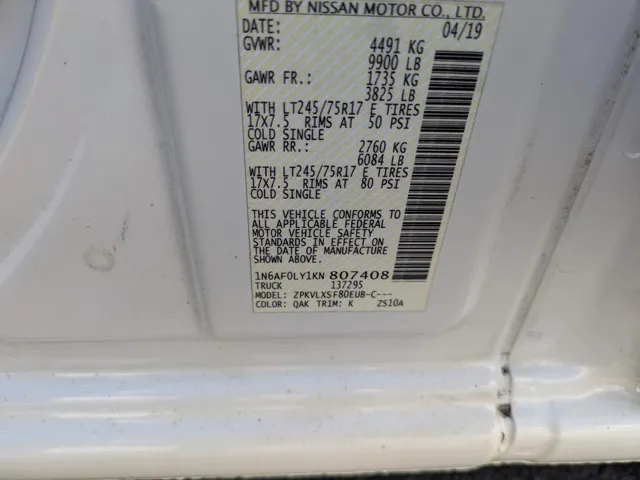 MFD BY NISSAN MOTOR CO., LTD.
DATE: 04/19
GVWR: 4491 KG
9900 LB
GAWR FR.: 1735 KG
3825 LB
WITH LT245/75R17 E TIRES
17X7.5 RIMS AT 50 PSI
COLD SINGLE
GAWR RR.: 2760 KG
6084 LB
WITH LT245/75R17 E TIRES
17X7.5 RIMS AT 80 PSI
COLD SINGLE
THIS VEHICLE CONFORMS TO
ALL APPLICABLE FEDERAL
MOTOR VEHICLE SAFETY
STANDARDS IN EFFECT ON
THE DATE OF MANUFACTURE
SHOWN ABOVE
1N6AF0LY1KN 807408
TRUCK 137295
MODEL: ZPKVLXSF80EUB-C---
COLOR: QAK TRIM: K ZS10A